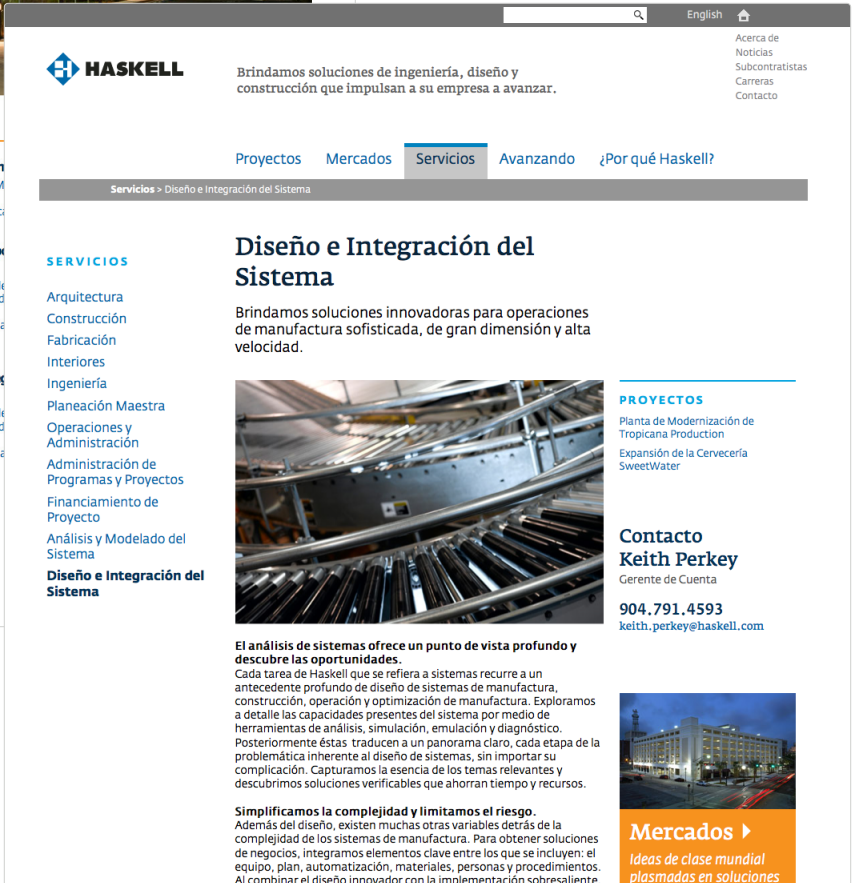 English
Acerca de
Noticias
Subcontratistas
Carreras
Contacto
HASKELL
Brindamos soluciones de ingeniería, diseño y
construcción que impulsan a su empresa a avanzar.
Proyectos Mercados Servicios Avanzando ¿Por qué Haskell?
Servicios > Diseño e Integración del Sistema
SERVICIOS
Arquitectura
Construcción
Fabricación
Interiores
Ingeniería
Planeación Maestra
Operaciones y
Administración
Administración de
Programas y Proyectos
Financiamiento de
Proyecto
Análisis y Modelado del
Sistema
Diseño e Integración del
Sistema
Diseño e Integración del
Sistema
Brindamos soluciones innovadoras para operaciones
de manufactura sofisticada, de gran dimensión y alta
velocidad.
El análisis de sistemas ofrece un punto de vista profundo y
descubre las oportunidades.
Cada tarea de Haskell que se refiera a sistemas recurre a un
antecedente profundo de diseño de sistemas de manufactura,
construcción, operación y optimización de manufactura. Exploramos
a detalle las capacidades presentes del sistema por medio de
herramientas de análisis, simulación, emulación y diagnóstico.
Posteriormente éstas traducen a un panorama claro, cada etapa de la
problemática inherente al diseño de sistemas, sin importar su
complicación. Capturamos la esencia de los temas relevantes y
descubrimos soluciones verificables que ahorran tiempo y recursos.
Simplificamos la complejidad y limitamos el riesgo.
Además del diseño, existen muchas otras variables detrás de la
complejidad de los sistemas de manufactura. Para obtener soluciones
de negocios, integramos elementos clave entre los que se incluyen: el
equipo, plan, automatización, materiales, personas y procedimientos.
Al combinar el diseño innovador con la implementación sobresaliente
PROYECTOS
Planta de Modernización de
Tropicana Production
Expansión de la Cervecería
SweetWater
Contacto
Keith Perkey
Gerente de Cuenta
904.791.4593
keith.perkey@haskell.com
Mercados
Ideas de clase mundial
plasmadas en soluciones